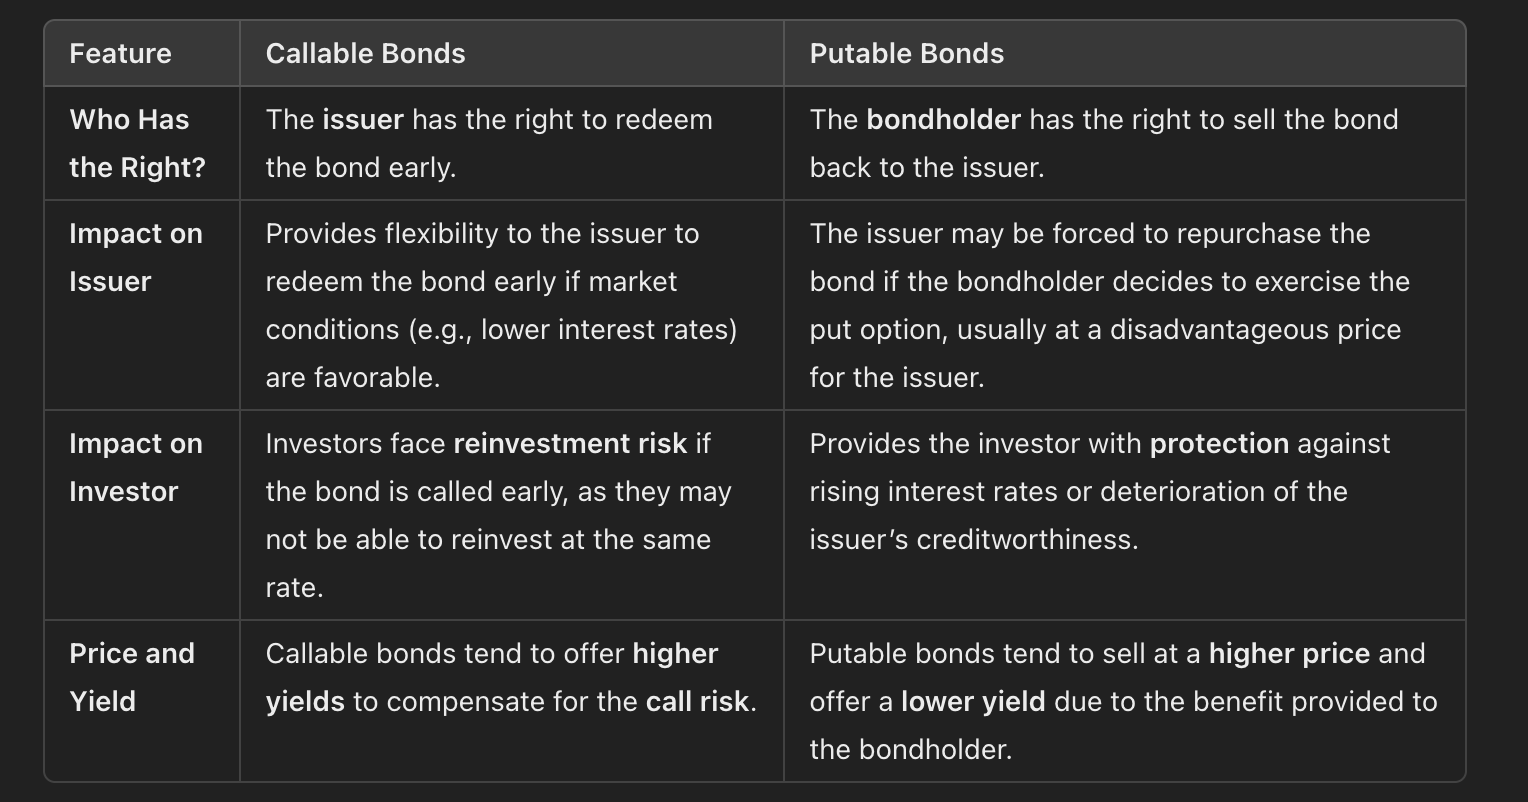 Feature
Callable Bonds
Putable Bonds
Who Has
the Right?
The issuer has the right to redeem
the bond early.
The bondholder has the right to sell the bond
back to the issuer.
Impact on
Issuer
Provides flexibility to the issuer to
redeem the bond early if market
conditions (e.g., lower interest rates)
are favorable.
The issuer may be forced to repurchase the
bond if the bondholder decides to exercise the
put option, usually at a disadvantageous price
for the issuer.
Impact on
Investor
Investors face reinvestment risk if
the bond is called early, as they may
not be able to reinvest at the same
rate.
Provides the investor with protection against
rising interest rates or deterioration of the
issuer’s creditworthiness.
Price and
Yield
Callable bonds tend to offer higher
yields to compensate for the call risk.
Putable bonds tend to sell at a higher price and
offer a lower yield due to the benefit provided to
the bondholder.